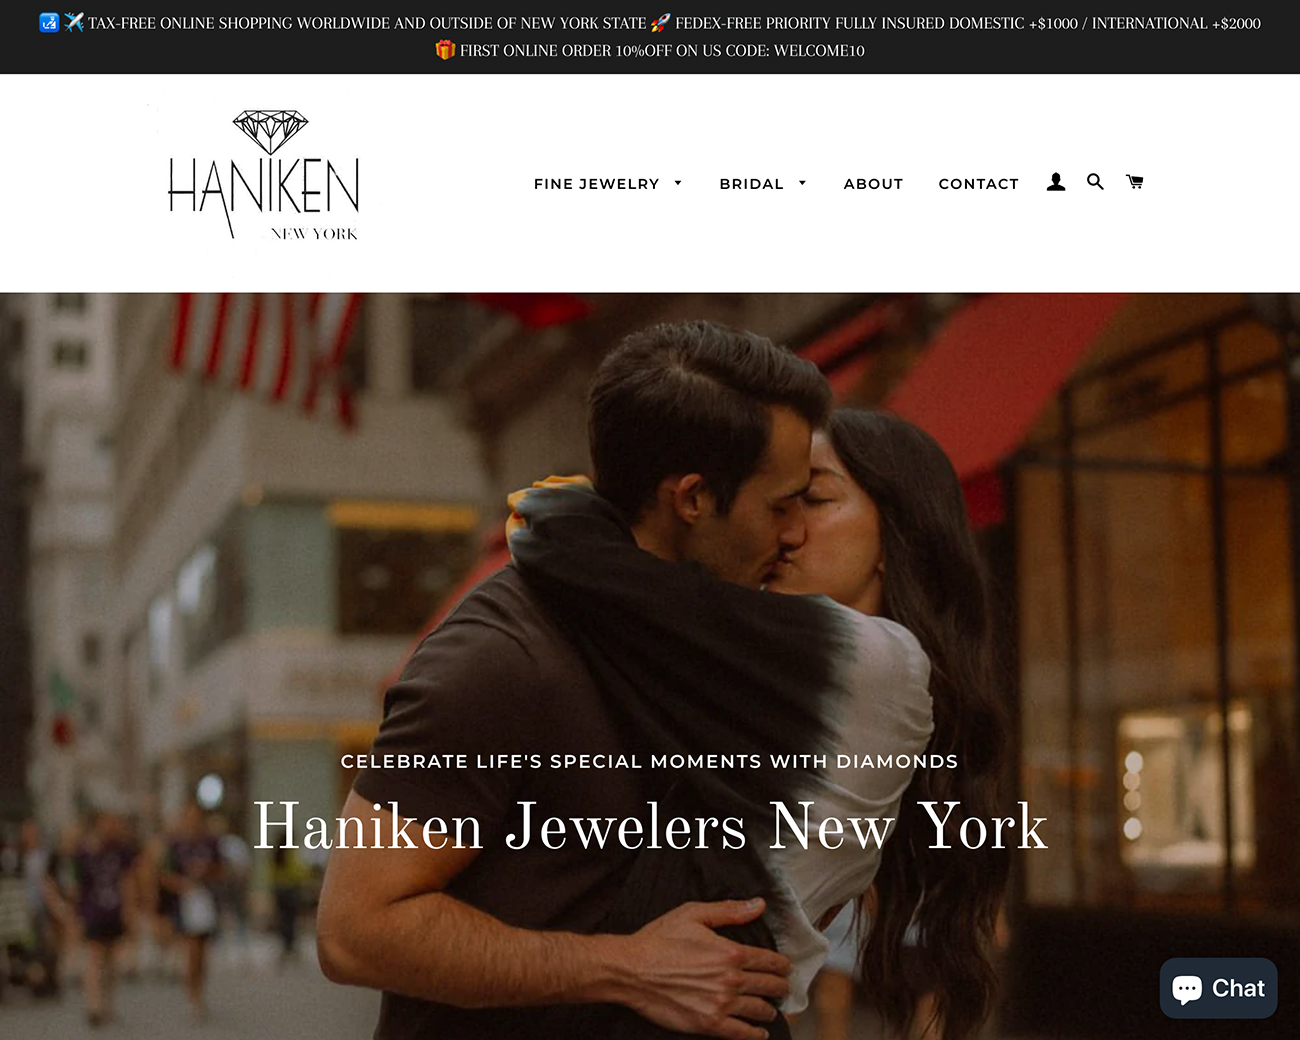 🛃✈️ TAX-FREE ONLINE SHOPPING WORLDWIDE AND OUTSIDE OF NEW YORK STATE 🚀 FEDEX-FREE PRIORITY FULLY INSURED DOMESTIC +$1000 / INTERNATIONAL +$2000
🎁 FIRST ONLINE ORDER 10%OFF ON US CODE: WELCOME10
HANIKEN
NEW YORK
FINE JEWELRY BRIDAL ABOUT CONTACT
CELEBRATE LIFE'S SPECIAL MOMENTS WITH DIAMONDS
Haniken Jewelers New York
Chat